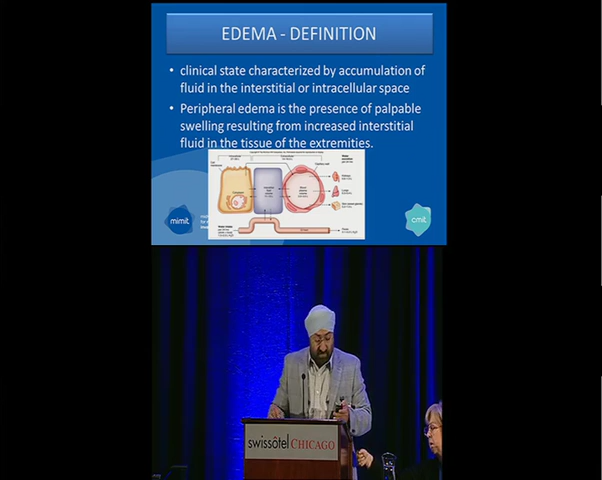 EDEMA - DEFINITION
• clinical state characterized by accumulation of
fluid in the interstitial or intracellular space
• Peripheral edema is the presence of palpable
swelling resulting from increased interstitial
fluid in the tissue of the extremities.
mimit
cmit
swissôtel CHICAGO